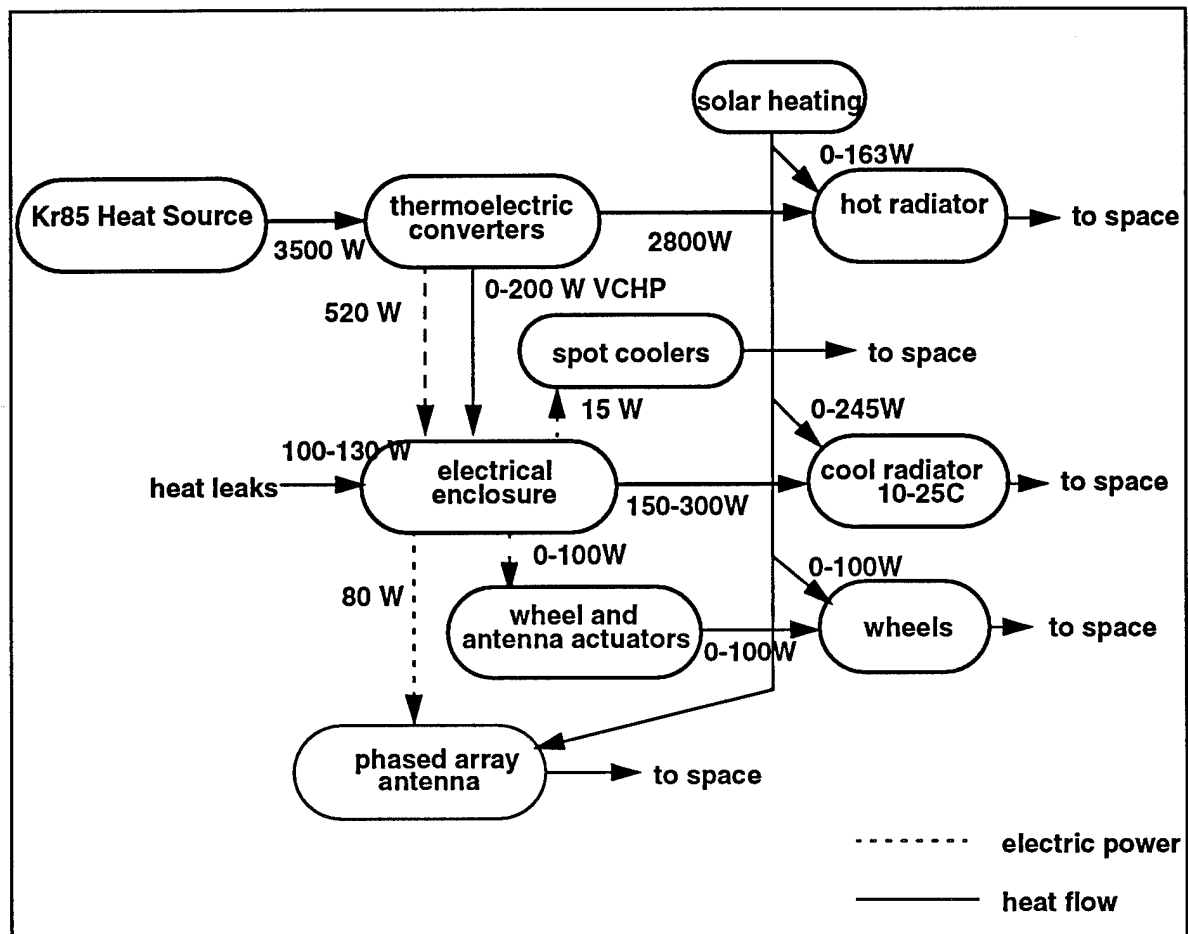 solar heating
0-163W
Kr85 Heat Source
thermoelectric
converters
hot radiator
to space
3500 W
2800W
520 W
0-200 W VCHP
spot coolers
to space
15 W
0-245W
100-130 W
heat leaks
electrical
enclosure
cool radiator
10-25C
to space
150-300W
0-100W
0-100W
80 W
wheel and
antenna actuators
wheels
to space
0-100W
phased array
antenna
to space
electric power
heat flow